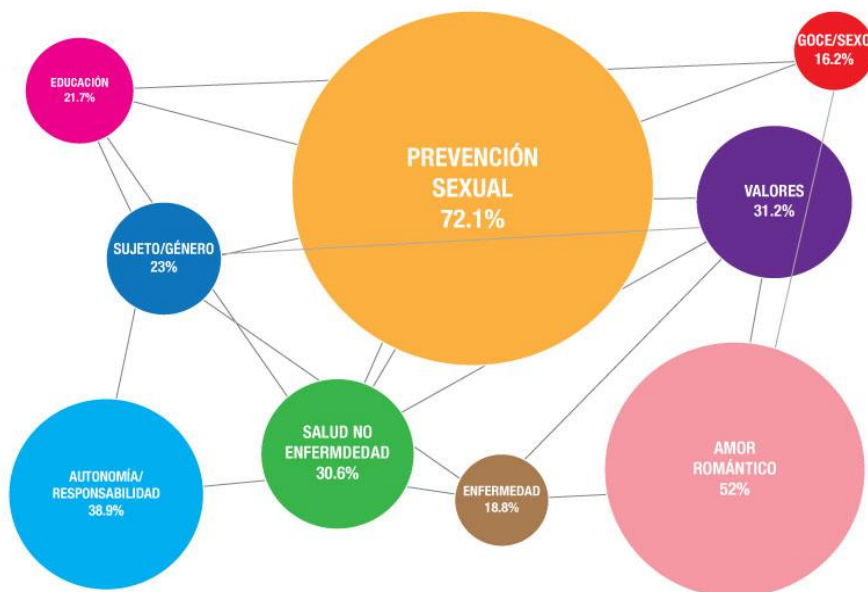 EDUCACIÓN
21.7%
GOCE/SEXO
16.2%
PREVENCIÓN
SEXUAL
72.1%
VALORES
31.2%
SUJETO/GÉNERO
23%
SALUD NO
ENFERMDEDAD
30.6%
AMOR
ROMÁNTICO
52%
AUTONOMÍA/
RESPONSABILIDAD
38.9%
ENFERMEDAD
18.8%